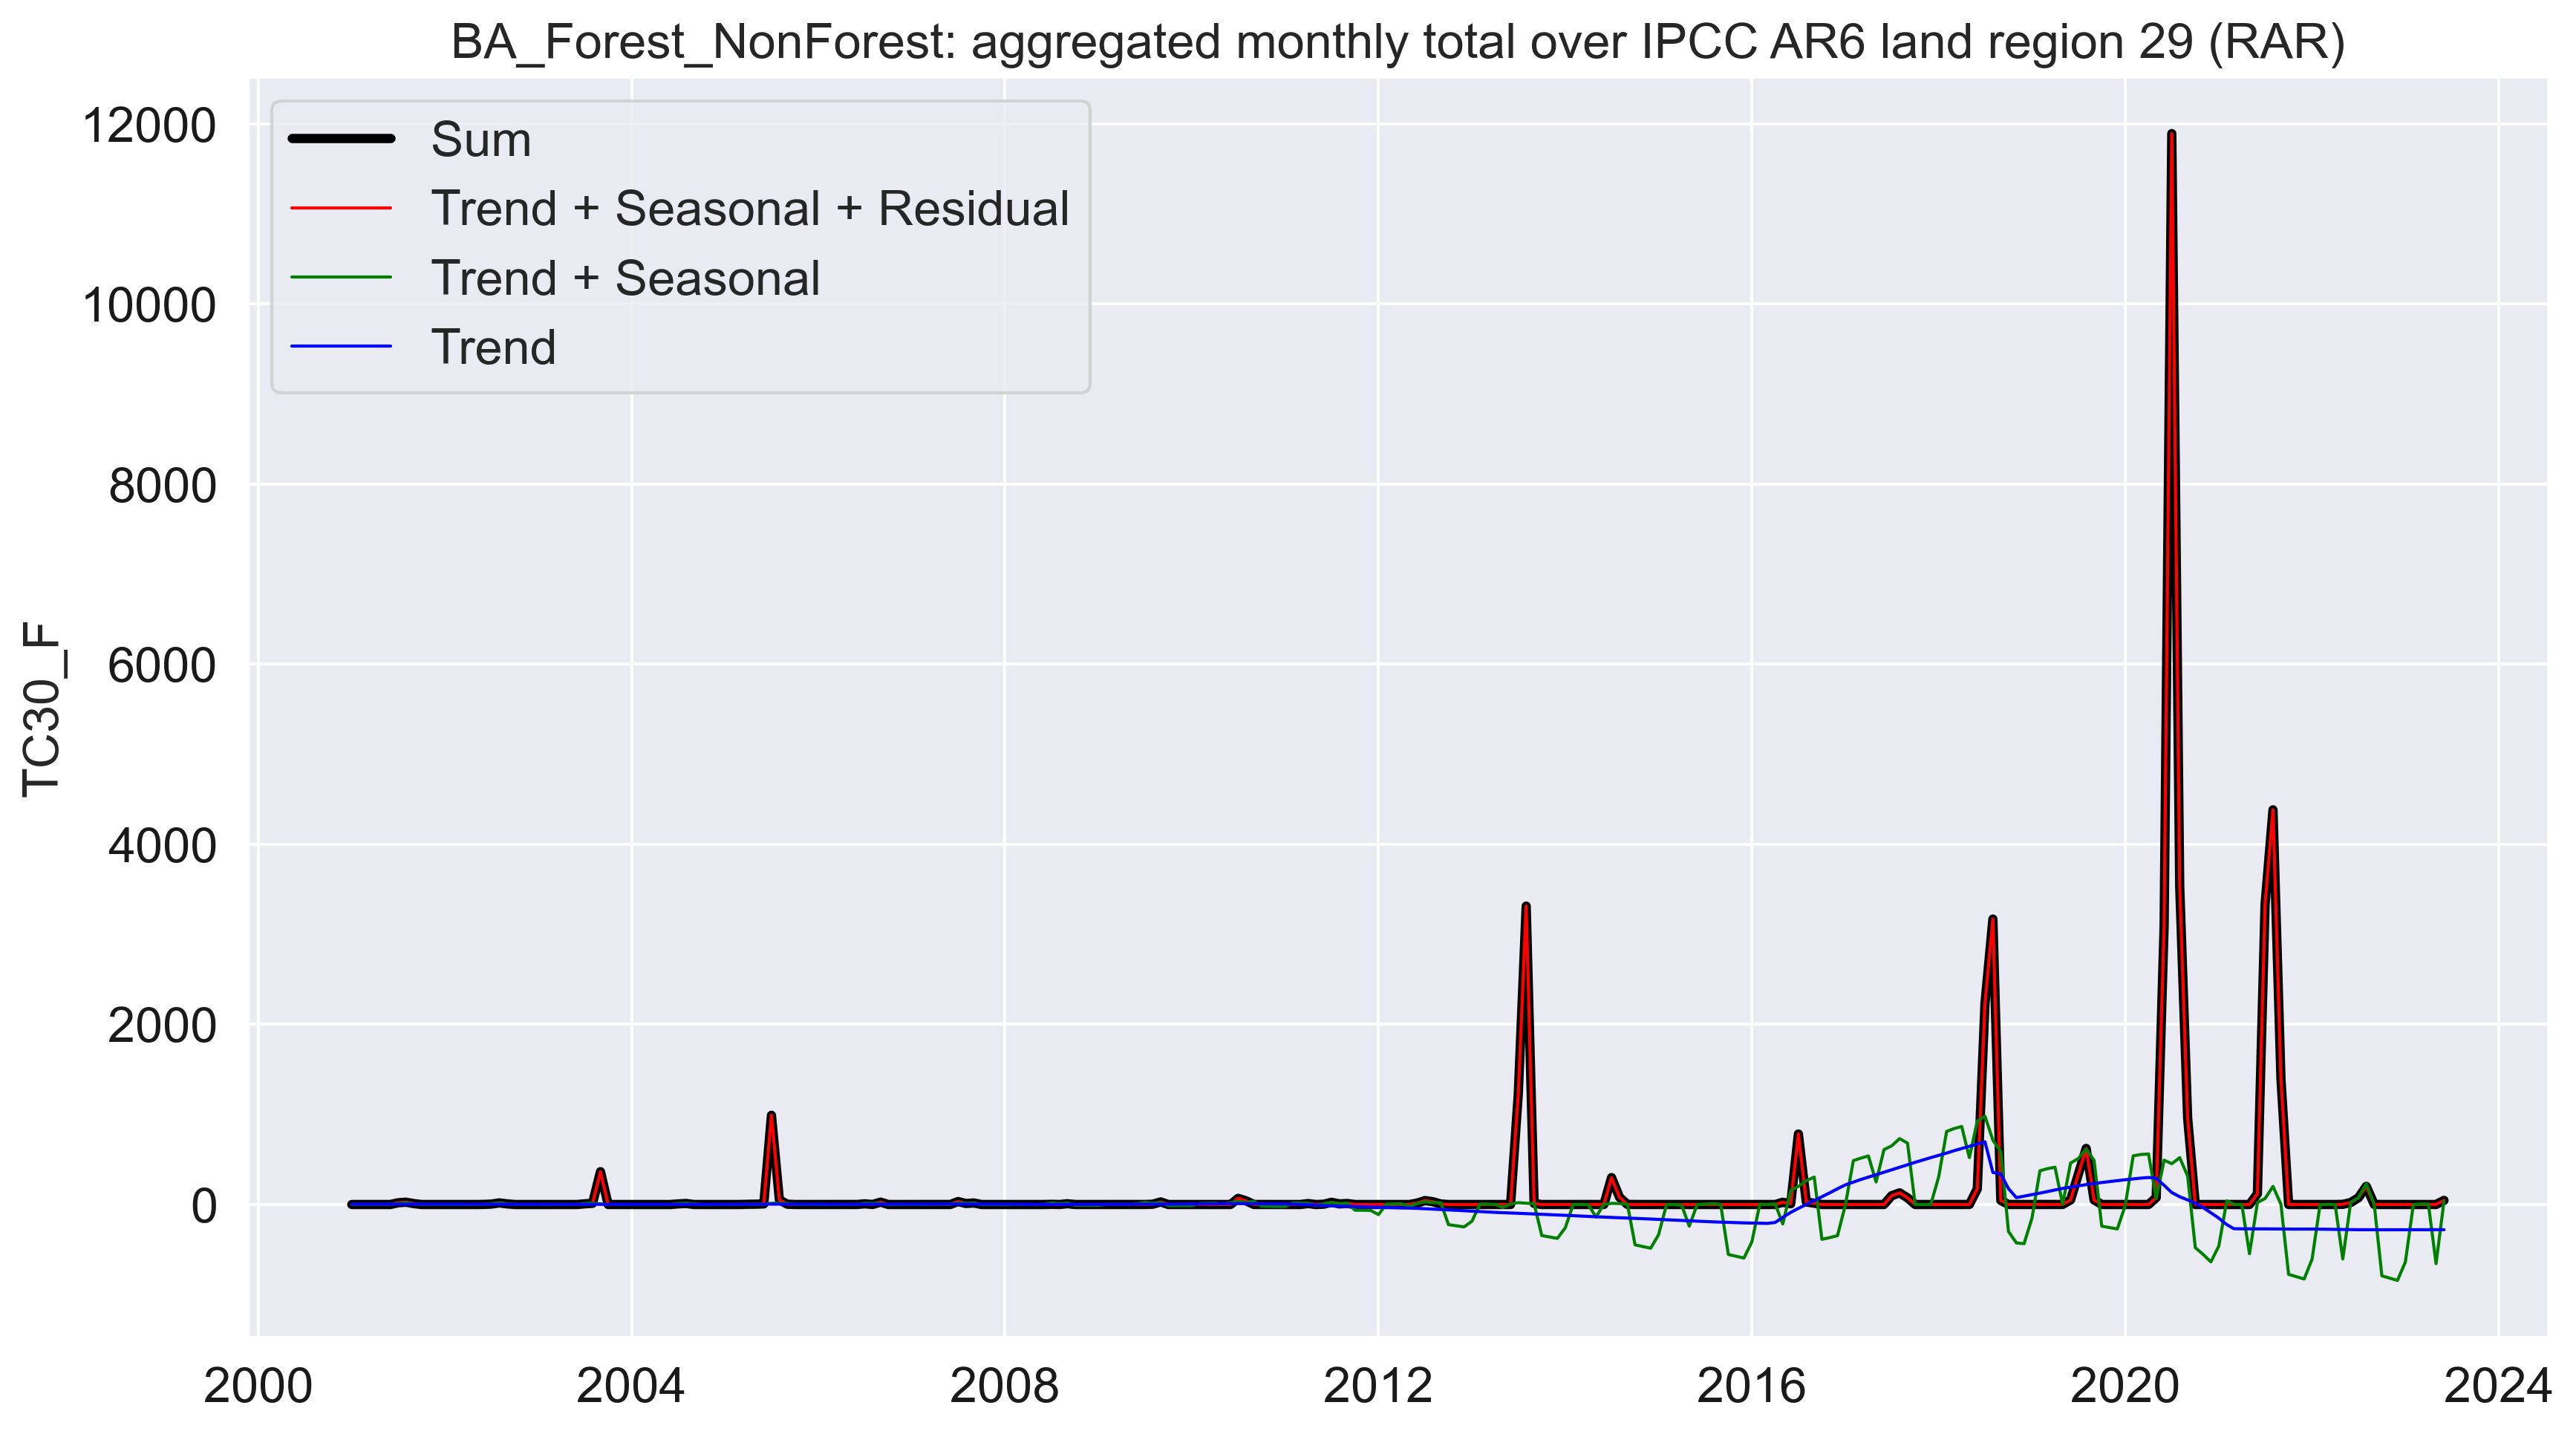 BA_Forest_NonForest: aggregated monthly total over IPCC AR6 land region 29 (RAR)
Sum
Trend + Seasonal + Residual
Trend + Seasonal
Trend
12000
10000
8000
6000
4000
2000
0
TC30_F
2000 2004 2008 2012 2016 2020 2024